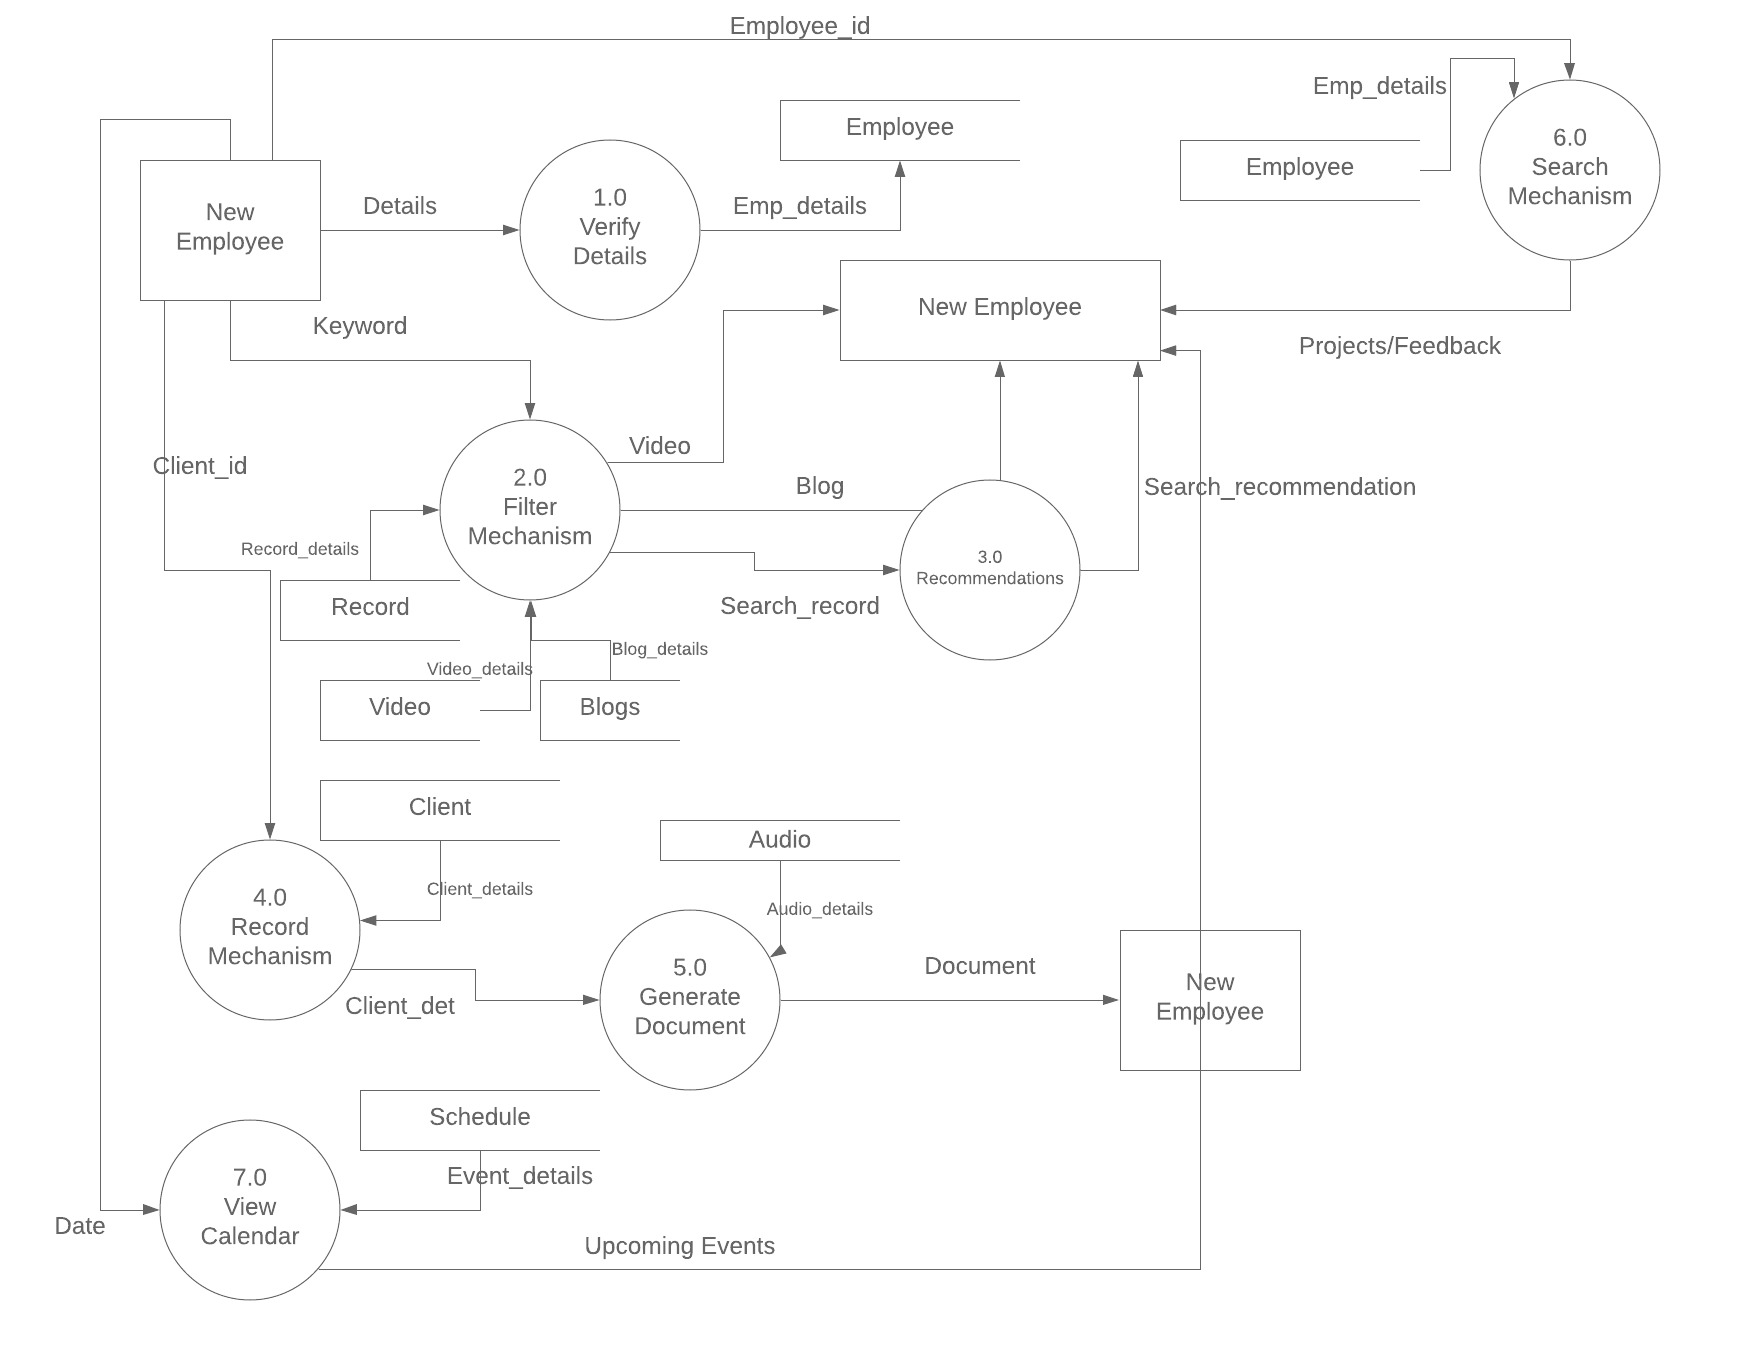 Employee_id
Emp_details
Employee
6.0
Search
Mechanism
Employee
New
Employee
Details
1.0
Verify
Details
Emp_details
New Employee
Keyword
Projects/Feedback
Video
Client_id
2.0
Filter
Mechanism
Blog
Search_recommendation
Record_details
3.0
Recommendations
Record
Search_record
Blog_details
Video_details
Video
Blogs
Client
Audio
Client_details
4.0
Record
Mechanism
Audio_details
5.0
Generate
Document
Document
New
Employee
Client_det
Schedule
Event_details
7.0
View
Calendar
Date
Upcoming Events